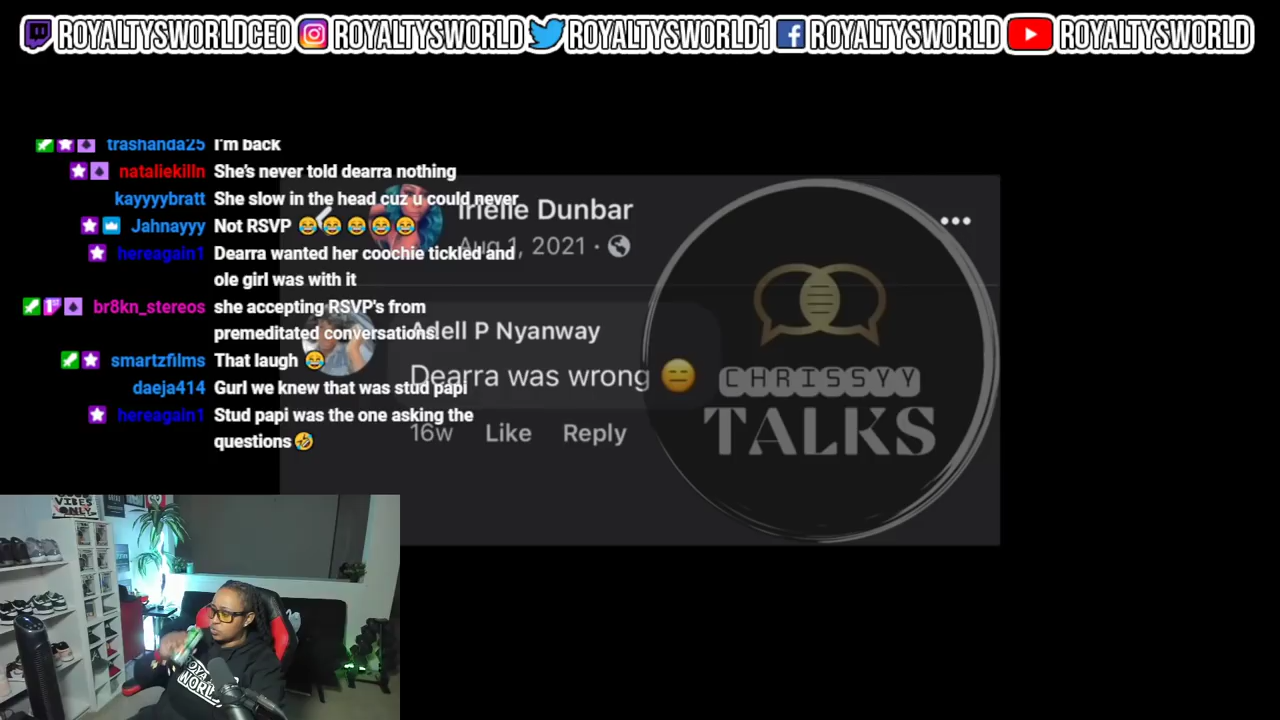 ROYALTYSWORLDCEO ROYALTYSWORLD ROYALTYSWORLD1 ROYALTYSWORLD ROYALTYSWORLD
trashanda25 I'm back
nataliekilln She's never told dearra nothing
kayyyybratt She slow in the head cuz u could never
Jahnayyy Not RSVP 😂😂😂😂😂
hereagain1 Dearra wanted her coochie tickled and
ole girl was with it
br8kn_stereos she accepting RSVP's from
premeditated conversations.
smartzfilms That laugh 😂
daeja414 Gurl we knew that was stud papi
hereagain1 Stud papi was the one asking the
questions🤣
Dunbar
Aug 1, 2021 ·
Adell P Nyanway
Dearra was wrong 😑
16w Like Reply
CHRISSYY
TALKS
VIBES
ONLY
WORL